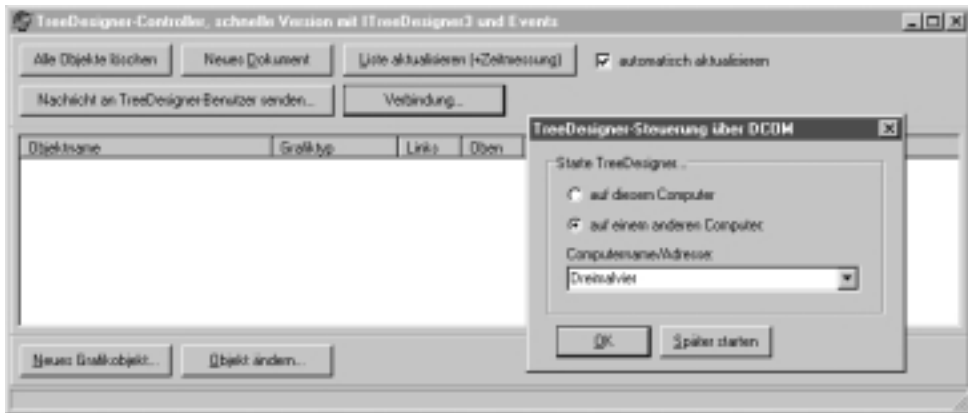 TreeDesigner-Controller, schnelle Version mit ITreeDesigner3 und Events
Alle Objekte löschen
Neues Dokument
Liste aktualisieren (+Zeitmessung)
automatisch aktualisieren
Nachricht an TreeDesigner-Benutzer senden...
Verbindung...
Objektname
Grafiktyp
Links
Oben
TreeDesigner-Steuerung über DCOM
Starte TreeDesigner...
auf diesem Computer
auf einem anderen Computer:
Computername/Adresse:
Dreimalvier
OK
Später starten
Neues Grafikobjekt...
Objekt ändern...